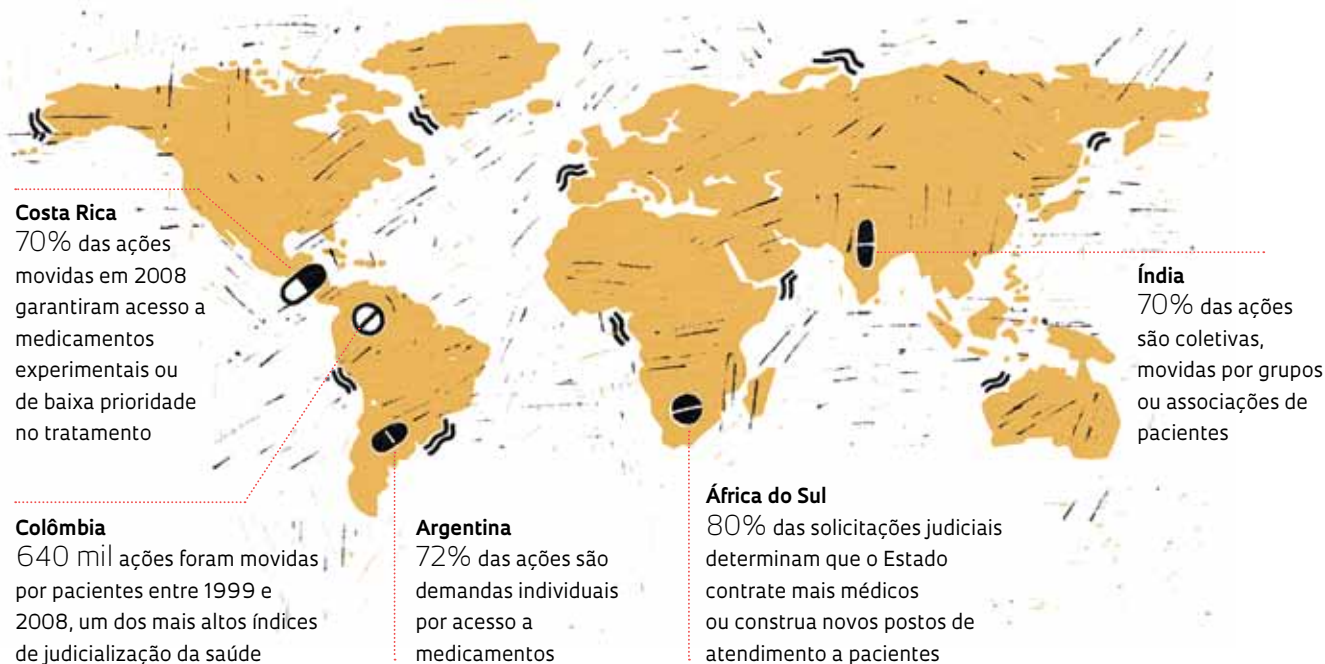 Costa Rica
70% das ações
movidas em 2008
garantiram acesso a
medicamentos
experimentais ou
de baixa prioridade
no tratamento
Colômbia
640 mil ações foram movidas
por pacientes entre 1999 e
2008, um dos mais altos índices
de judicialização da saúde
Argentina
72% das ações são
demandas individuais
por acesso a
medicamentos
África do Sul
80% das solicitações judiciais
determinam que o Estado
contrate mais médicos
ou construa novos postos de
atendimento a pacientes
Índia
70% das ações
são coletivas,
movidas por grupos
ou associações de
pacientes